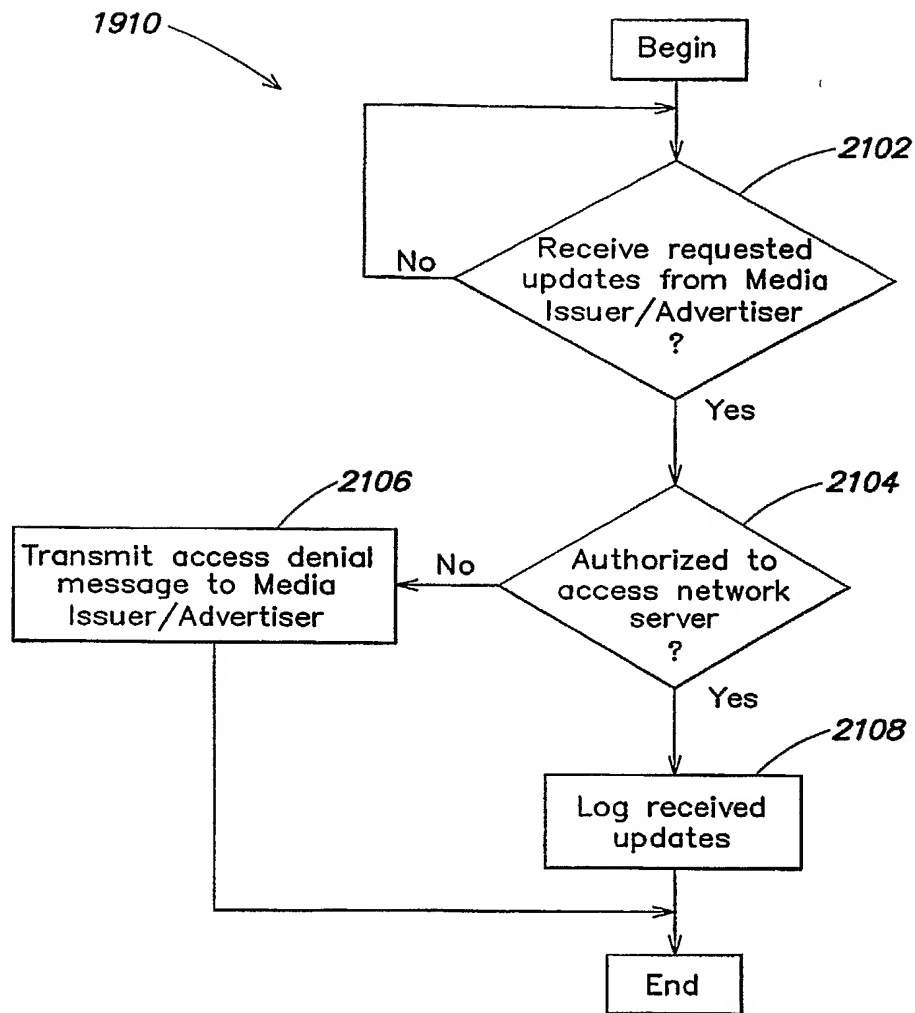 1910
Begin
2102
Receive requested
updates from Media
Issuer/Advertiser
?
No
Yes
2106
2104
Transmit access denial
message to Media
Issuer/Advertiser
No
Authorized to
access network
server
?
Yes
2108
Log received
updates
End